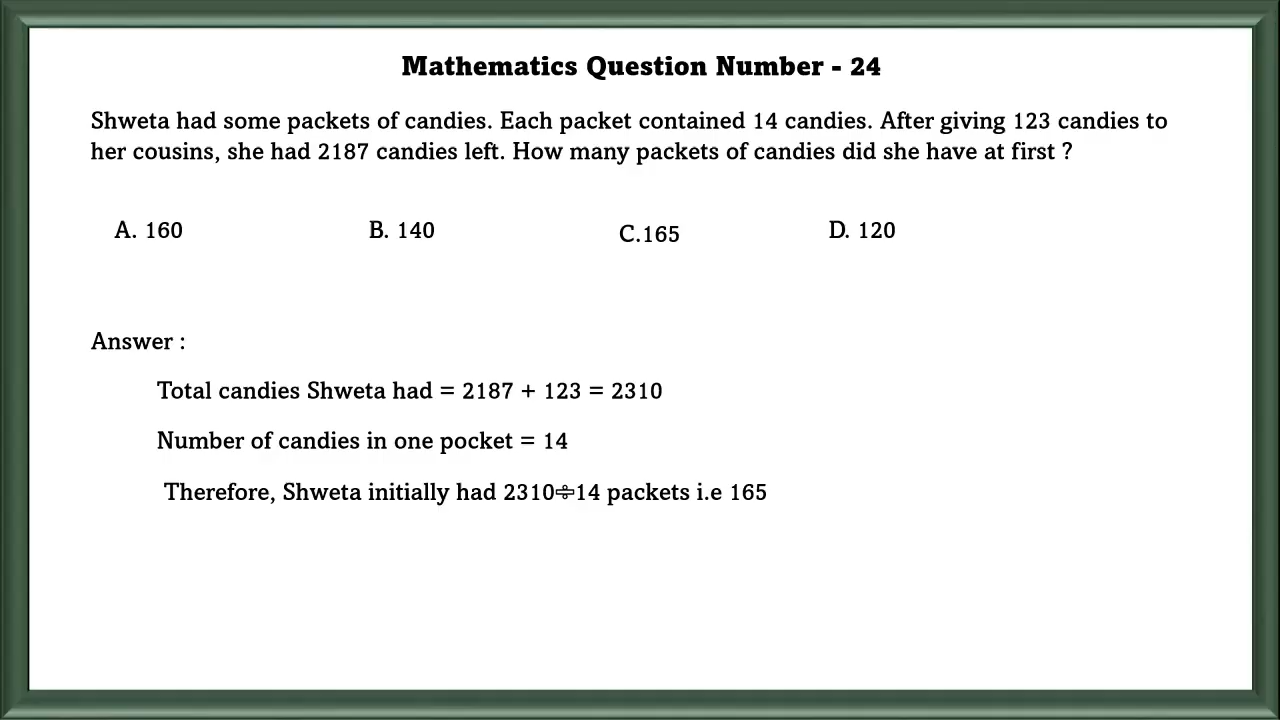 Mathematics Question Number - 24
Shweta had some packets of candies. Each packet contained 14 candies. After giving 123 candies to
her cousins, she had 2187 candies left. How many packets of candies did she have at first ?
A. 160 B. 140 C.165 D. 120
Answer :
Total candies Shweta had = 2187 + 123 = 2310
Number of candies in one pocket = 14
Therefore, Shweta initially had 2310÷14 packets i.e 165